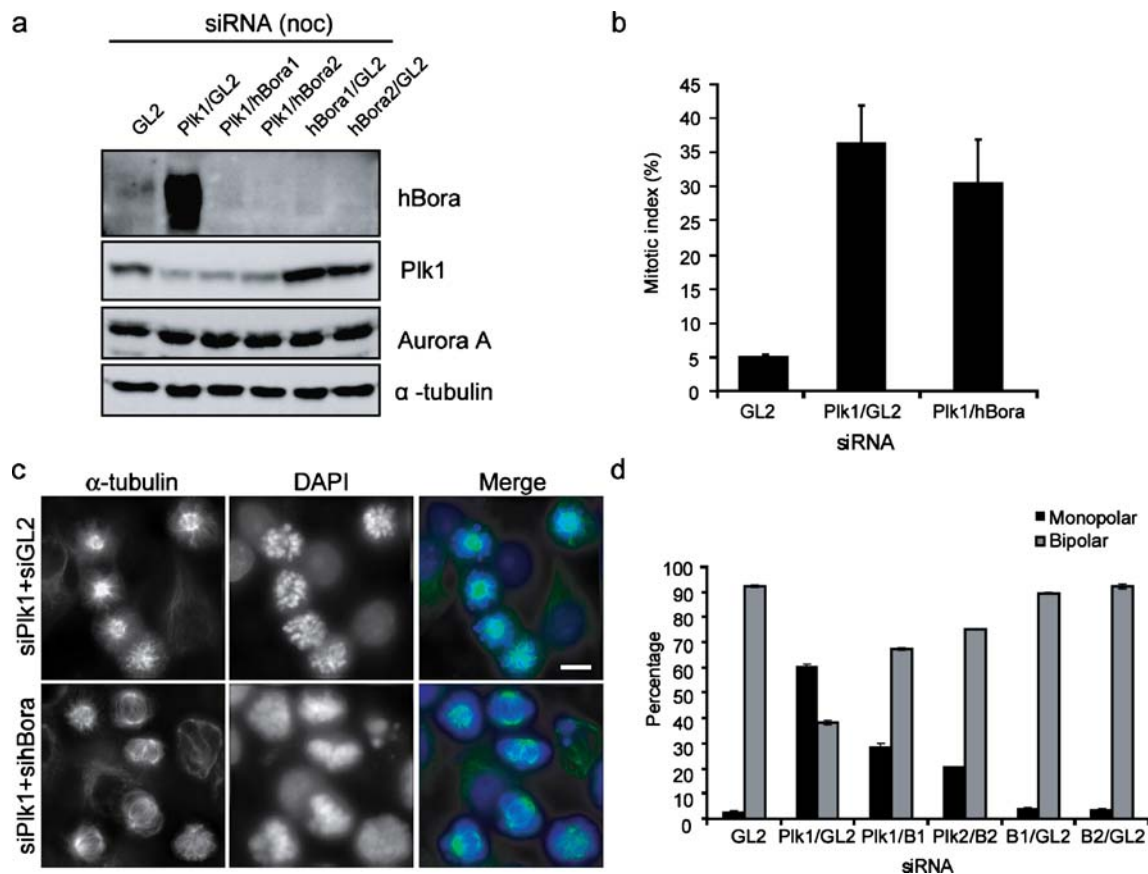 a
siRNA (noc)
GL2
Plk1/GL2
Plk1/hBora1
Plk1/hBora2
hBora1/GL2
hBora2/GL2
hBora
Plk1
Aurora A
α -tubulin
b
Mitotic index (%)
45
40
35
30
25
20
15
10
5
0
GL2 Plk1/GL2 Plk1/hBora
siRNA
c
α-tubulin DAPI Merge
siPlk1+siGL2
siPlk1+sihBora
d
Monopolar
Bipolar
Percentage
100
90
80
70
60
50
40
30
20
10
0
GL2 Plk1/GL2 Plk1/B1 Plk2/B2 B1/GL2 B2/GL2
siRNA